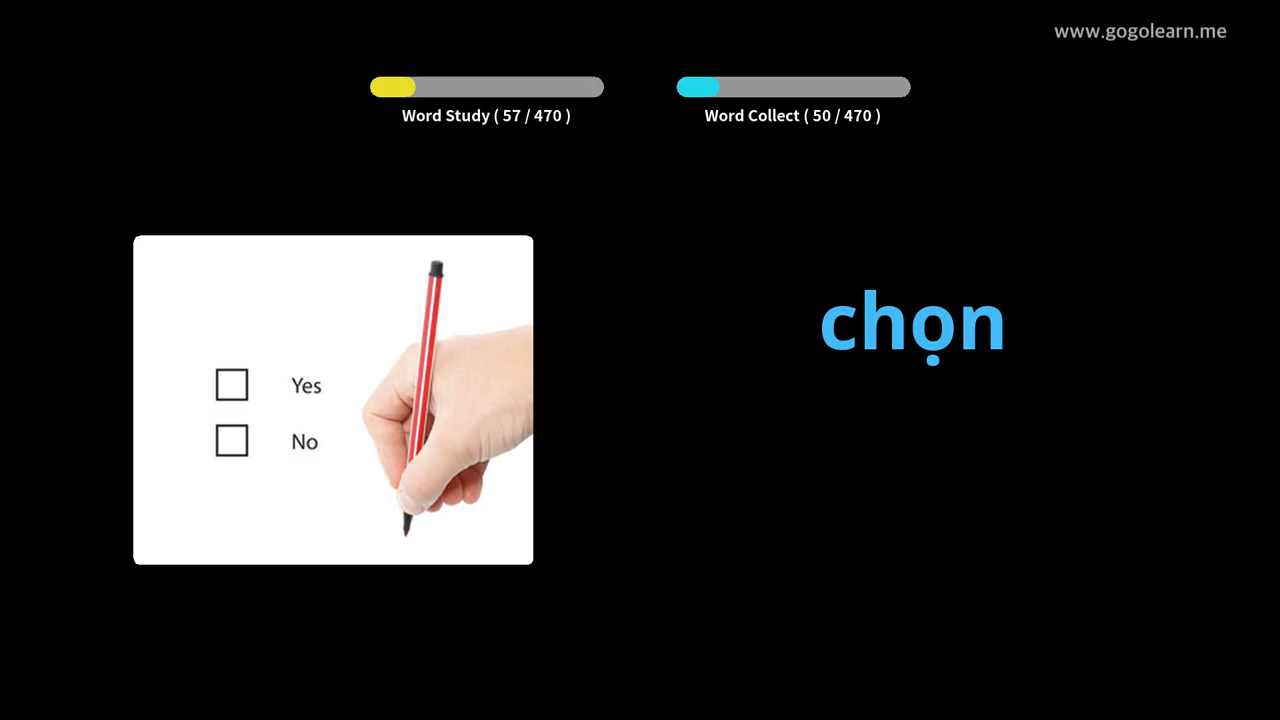 www.gogolearn.me
Word Study ( 57 / 470 )
Word Collect ( 50 / 470 )
chọn
Yes
No